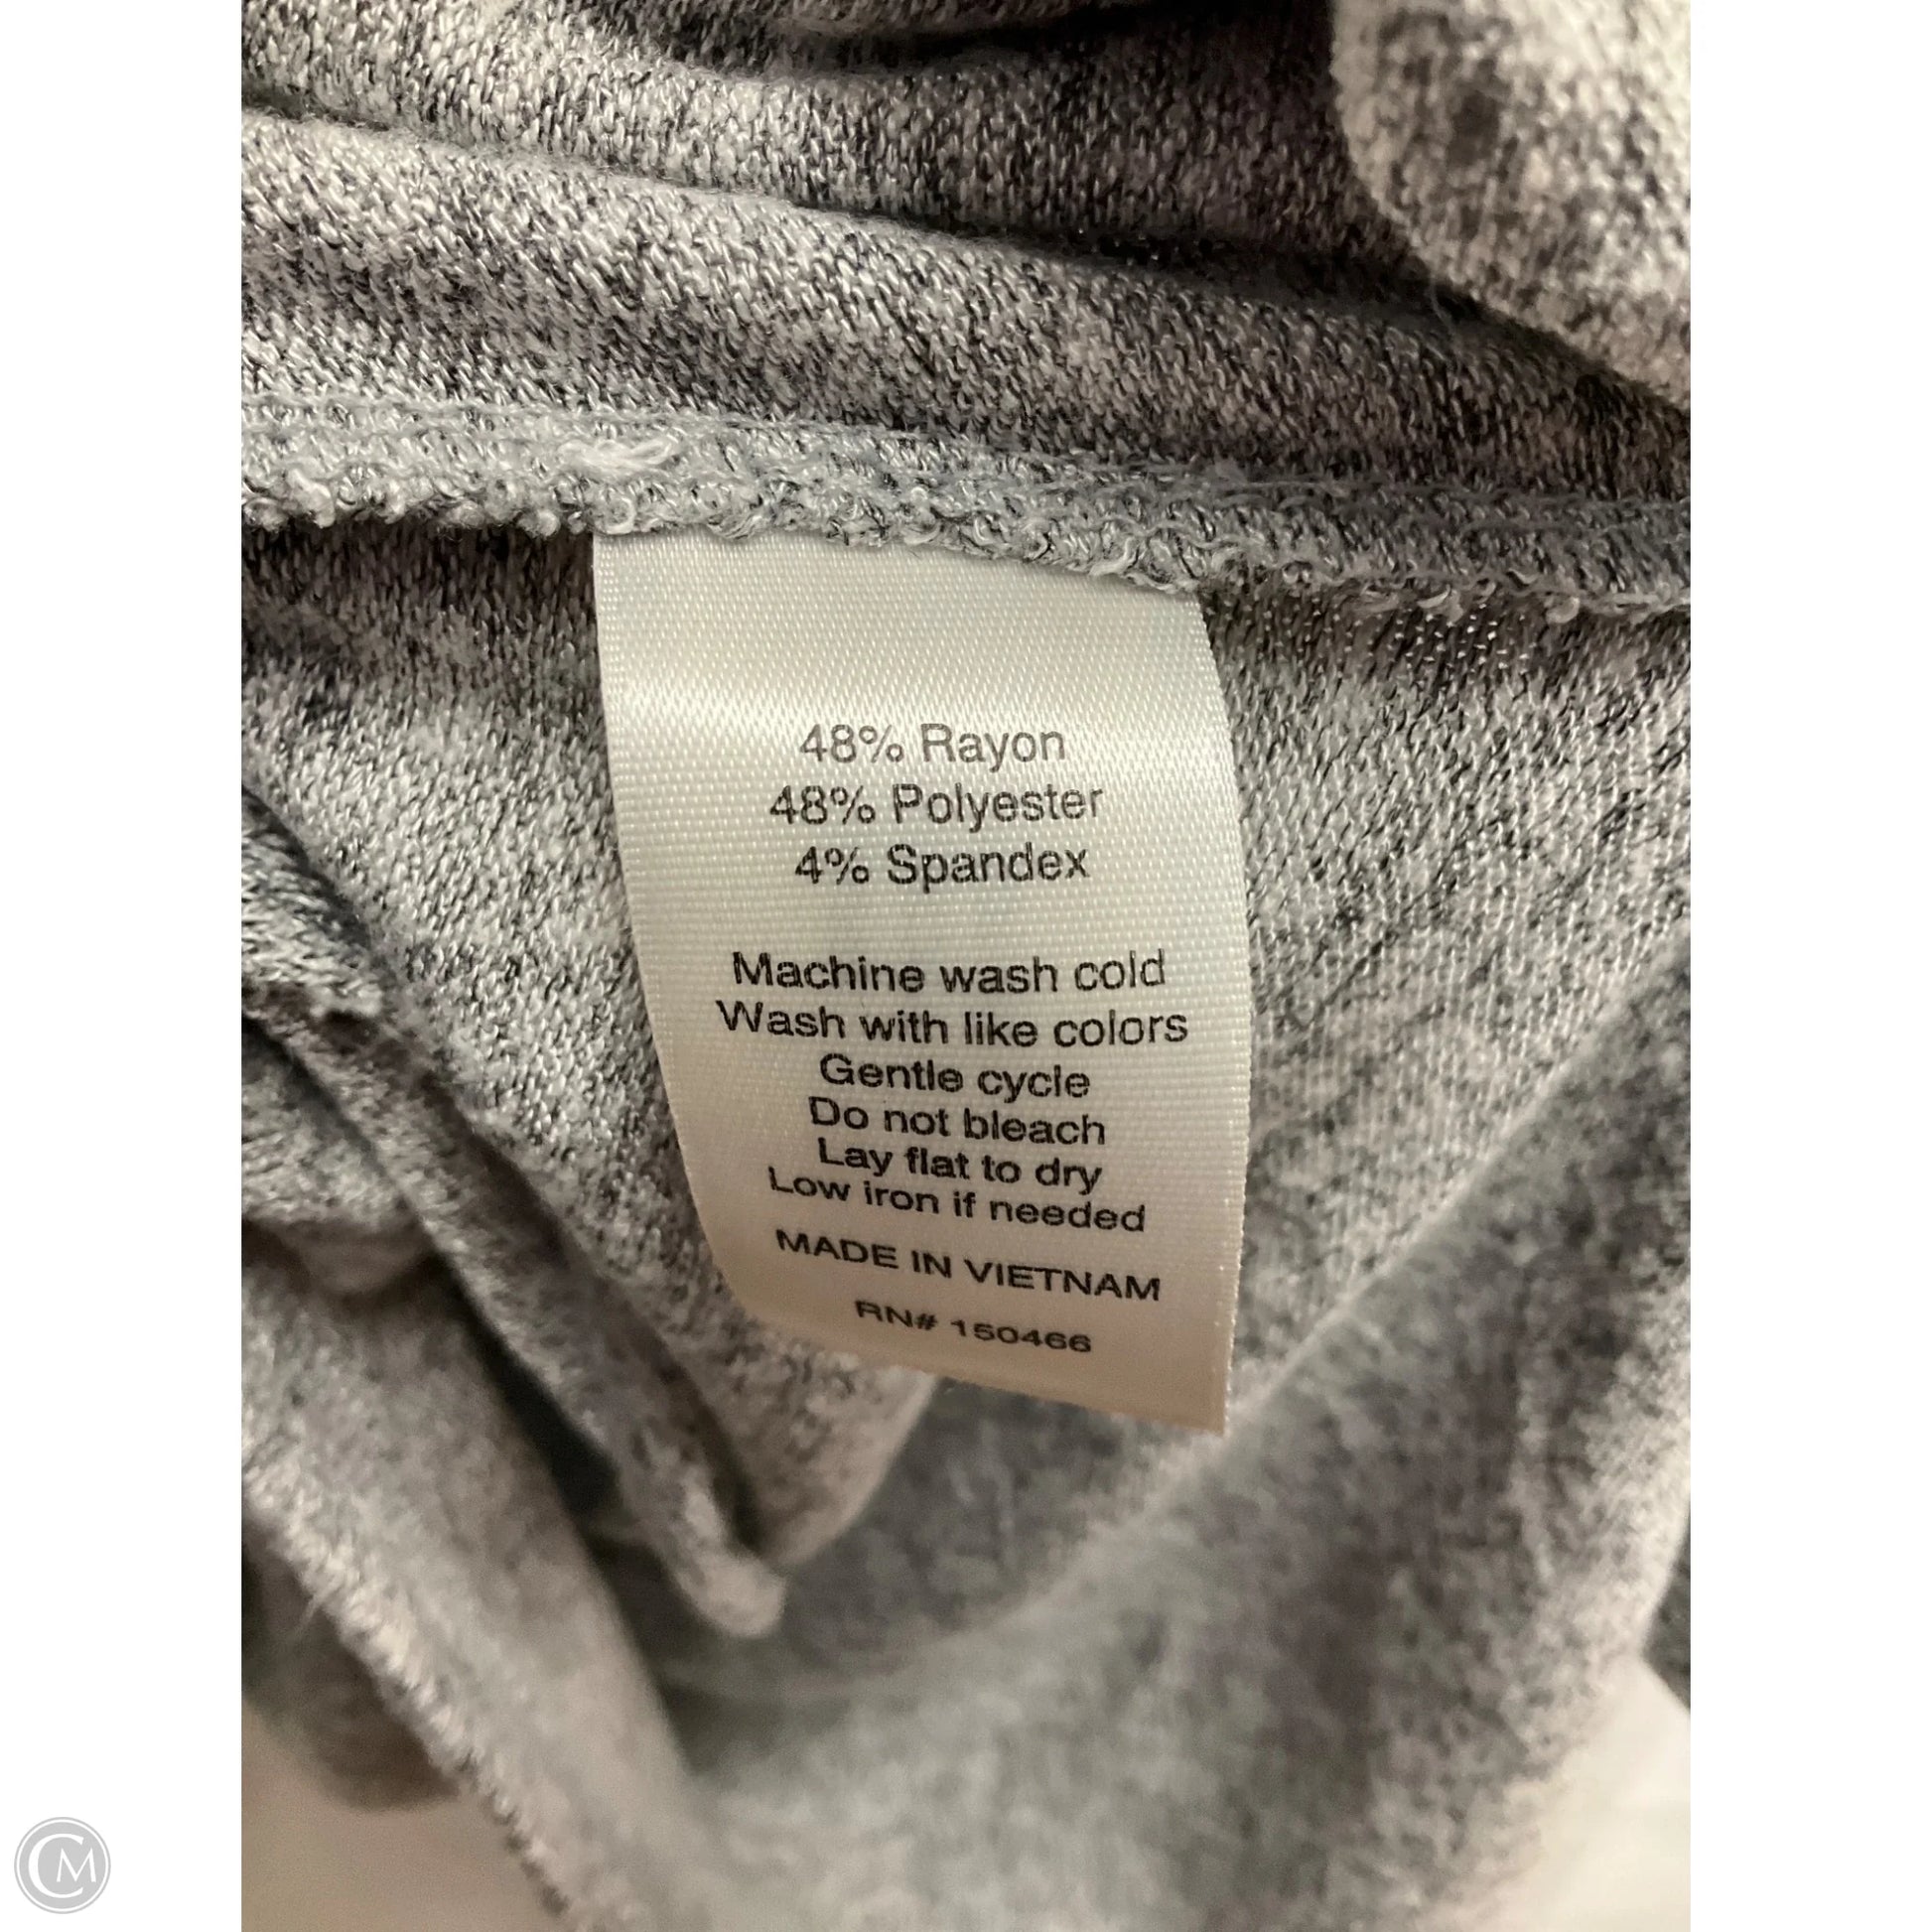 48% Rayon
48% Polyester
4% Spandex
Machine wash cold
Wash with like colors
Gentle cycle
Do not bleach
Lay flat to dry
Low iron if needed
MADE IN VIETNAM
RN# 150466
CM